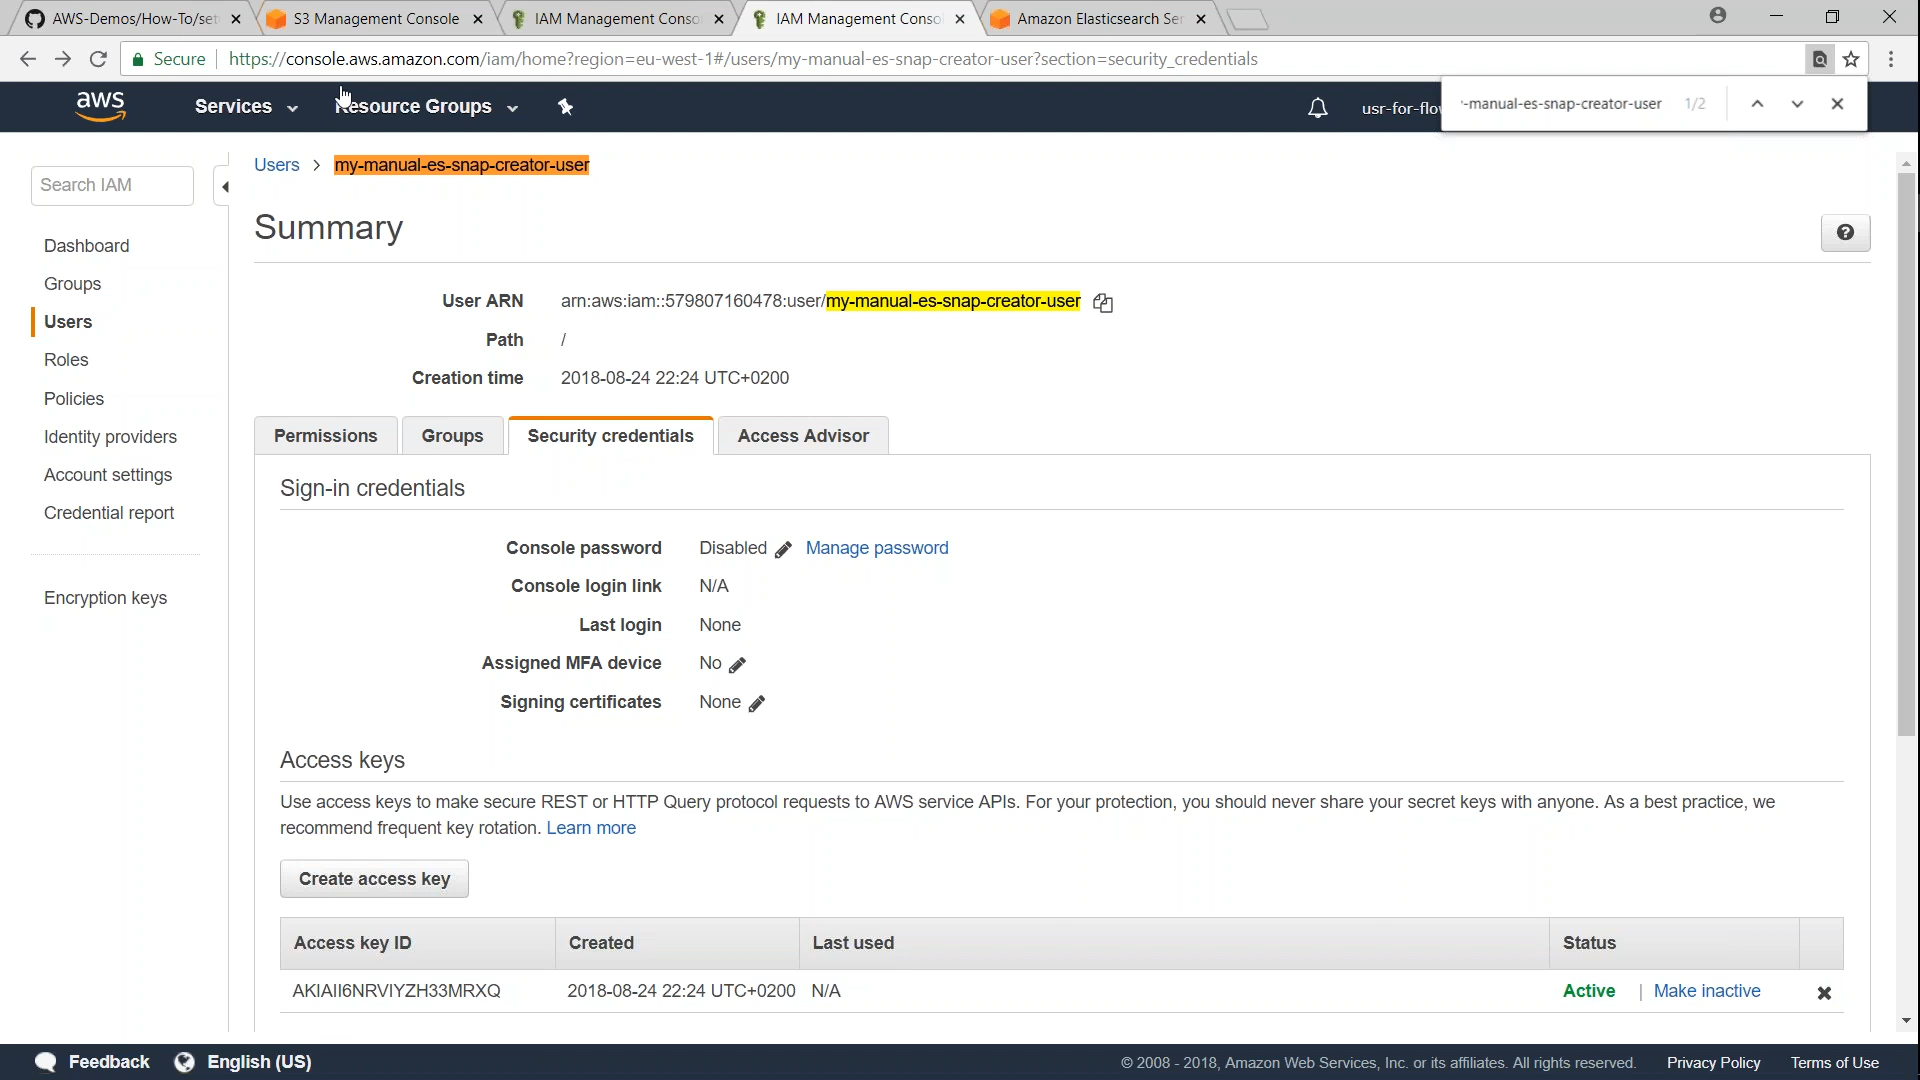 AWS-Demos/How-To/set
S3 Management Console
IAM Management Conso
IAM Management Conso
Amazon Elasticsearch Ser
Secure
https://console.aws.amazon.com/iam/home?region=eu-west-1#/users/my-manual-es-snap-creator-user?section=security_credentials
aws
Services
Resource Groups
usr-for-flow
-manual-es-snap-creator-user 1/2
Search IAM
Dashboard
Groups
Users
Roles
Policies
Identity providers
Account settings
Credential report
Encryption keys
Users > my-manual-es-snap-creator-user
Summary
User ARN arn:aws:iam::579807160478:user/my-manual-es-snap-creator-user
Path /
Creation time 2018-08-24 22:24 UTC+0200
Permissions Groups Security credentials Access Advisor
Sign-in credentials
Console password Disabled Manage password
Console login link N/A
Last login None
Assigned MFA device No
Signing certificates None
Access keys
Use access keys to make secure REST or HTTP Query protocol requests to AWS service APIs. For your protection, you should never share your secret keys with anyone. As a best practice, we
recommend frequent key rotation. Learn more
Create access key
Access key ID Created Last used Status
AKIAII6NRVIYZH33MRXQ 2018-08-24 22:24 UTC+0200 N/A Active | Make inactive
Feedback English (US) © 2008 - 2018, Amazon Web Services, Inc. or its affiliates. All rights reserved. Privacy Policy Terms of Use